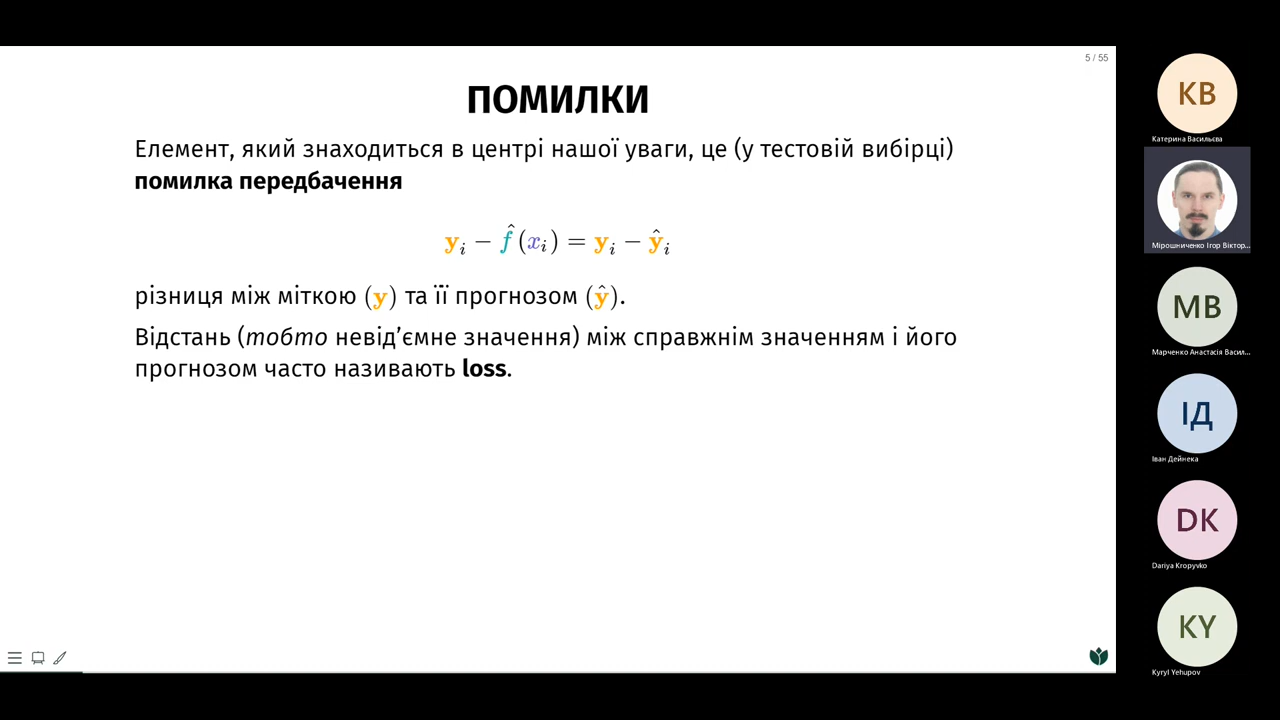 5 / 55
ПОМИЛКИ
Елемент, який знаходиться в центрі нашої уваги, це (у тестовій вибірці)
помилка передбачення
yᵢ − f̂(xᵢ) = yᵢ − ŷᵢ
різниця між міткою (y) та її прогнозом (ŷ).
Відстань (тобто невід’ємне значення) між справжнім значенням і його
прогнозом часто називають loss.
КВ
Катерина Васильєва
Мірошниченко Ігор Віктор...
МВ
Марченко Анастасія Васил...
ІД
Іван Дейнека
DK
Dariya Kropyvko
KY
Kyryl Yehupov